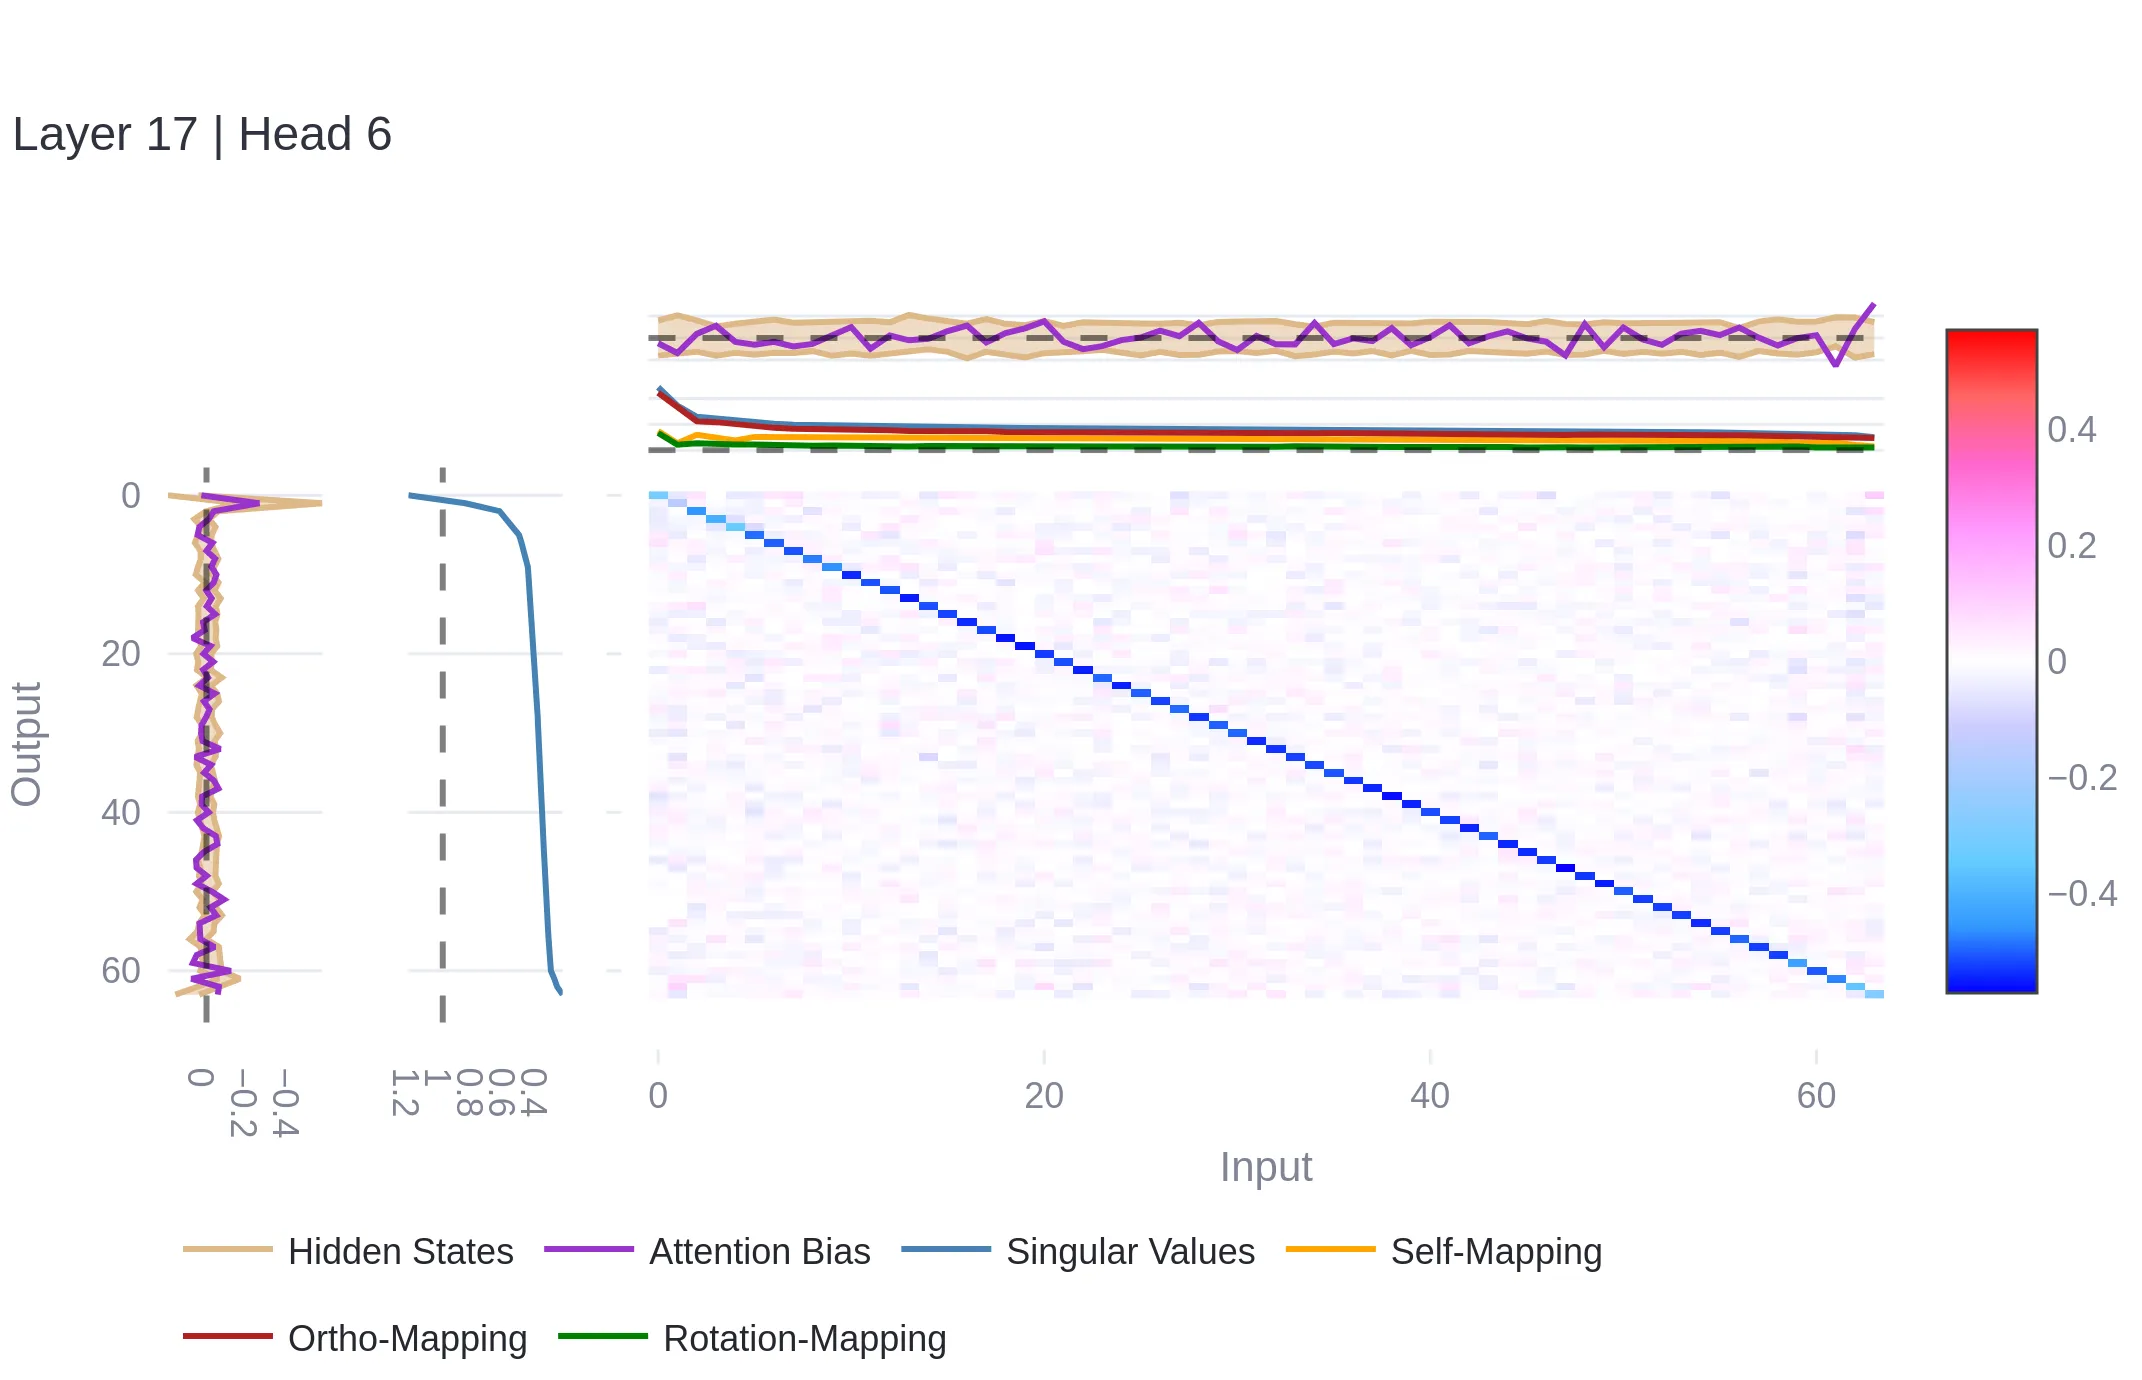 Layer 17 | Head 6
0
20
40
60
Output
0
−0.2
−0.4
1.2
1
0.8
0.6
0.4
0
20
40
60
Input
0.4
0.2
0
−0.2
−0.4
Hidden States
Attention Bias
Singular Values
Self-Mapping
Ortho-Mapping
Rotation-Mapping